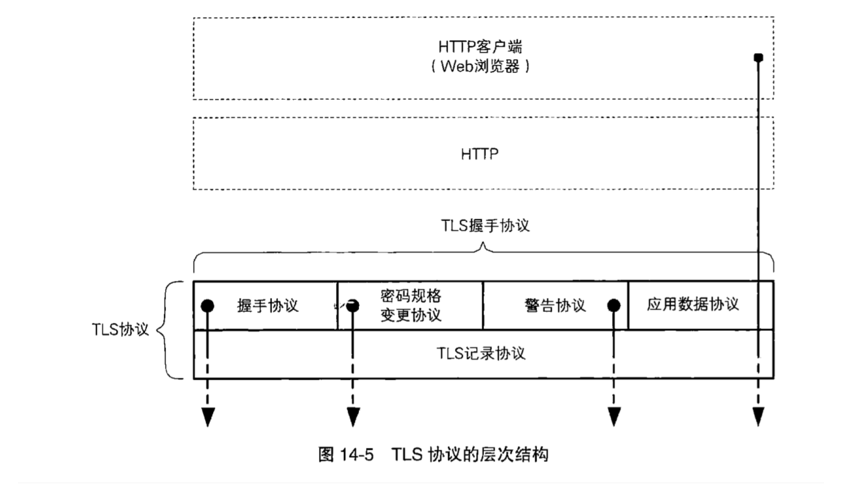 HTTP客户端
（Web浏览器）
HTTP
TLS握手协议
TLS协议
握手协议
密码规格
变更协议
警告协议
应用数据协议
TLS记录协议
图 14-5 TLS 协议的层次结构